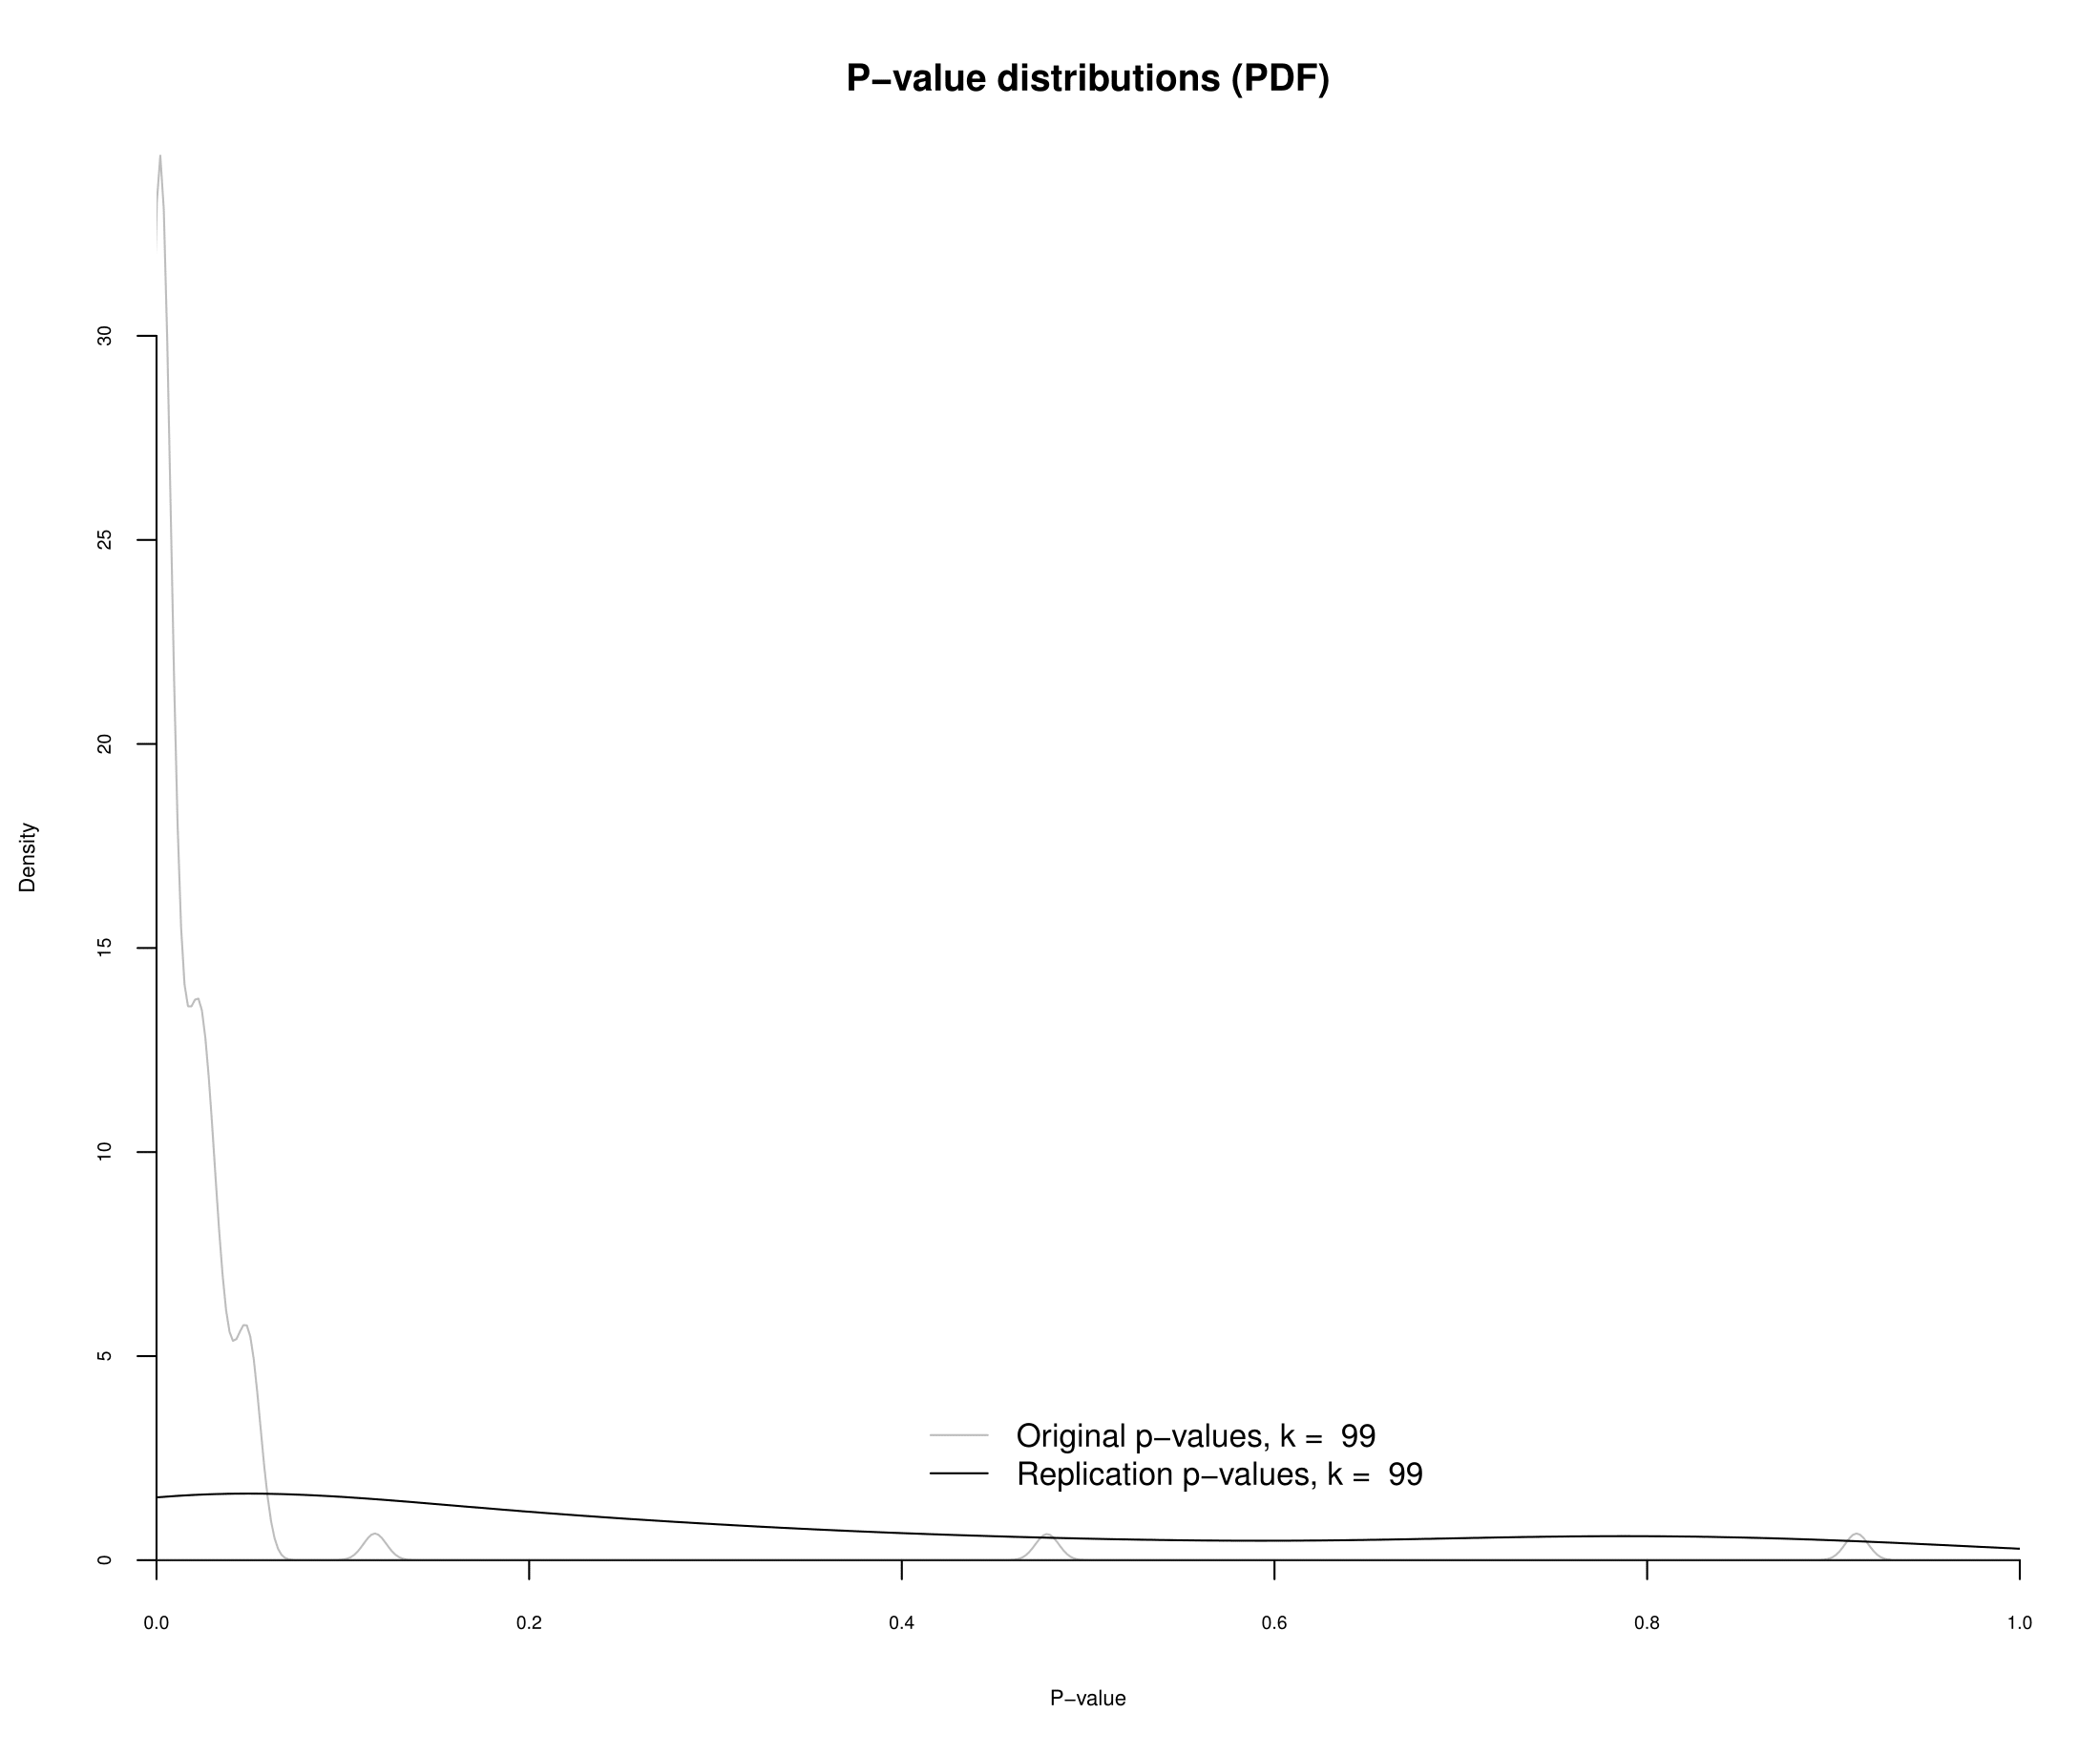 P−value distributions (PDF)
30
25
20
15
10
5
0
Density
Original p−values, k =  99
Replication p−values, k =  99
0.0 0.2 0.4 0.6 0.8 1.0
P−value